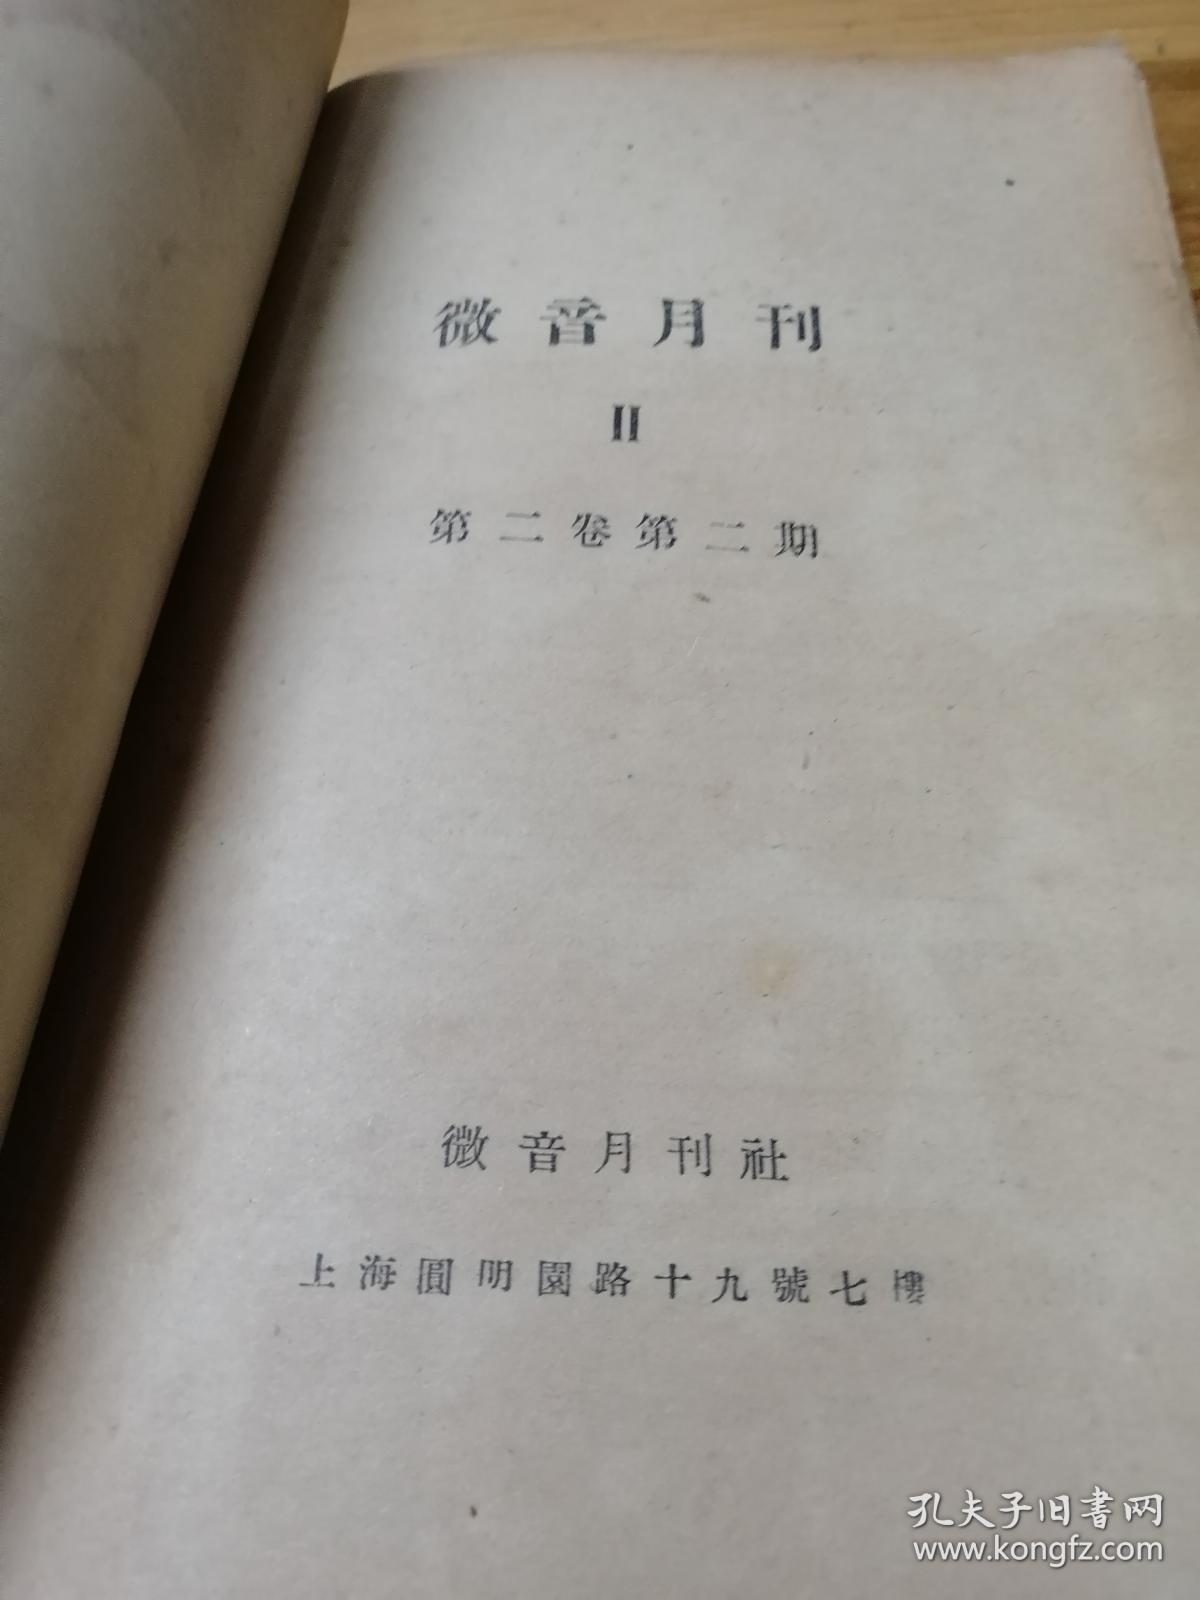 微音月刊
II
第二卷第二期
微音月刊社
上海圓明園路十九號七樓
孔夫子旧书网
www.kongfz.com